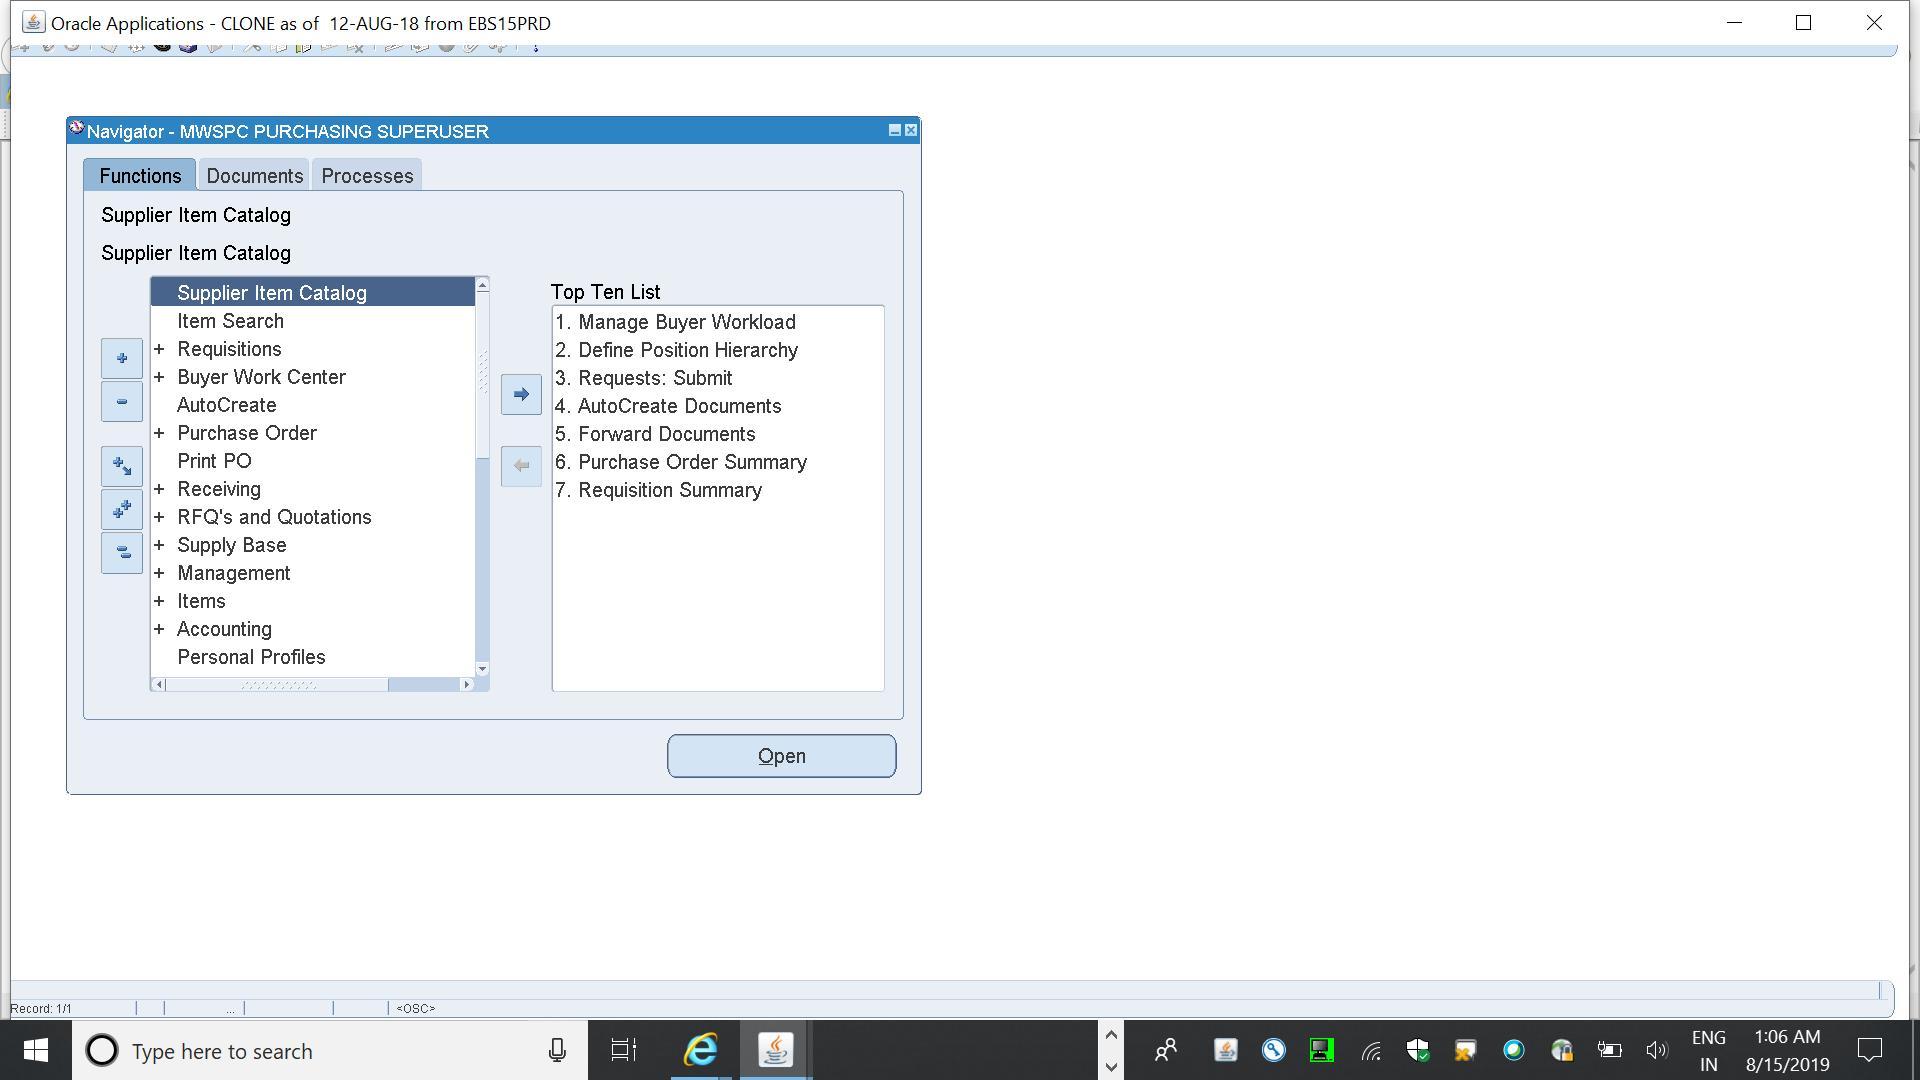 Oracle Applications - CLONE as of  12-AUG-18 from EBS15PRD
Navigator - MWSPC PURCHASING SUPERUSER
Functions
Documents
Processes
Supplier Item Catalog
Supplier Item Catalog
Supplier Item Catalog
Item Search
+ Requisitions
+ Buyer Work Center
AutoCreate
+ Purchase Order
Print PO
+ Receiving
+ RFQ's and Quotations
+ Supply Base
+ Management
+ Items
+ Accounting
Personal Profiles
Top Ten List
1. Manage Buyer Workload
2. Define Position Hierarchy
3. Requests: Submit
4. AutoCreate Documents
5. Forward Documents
6. Purchase Order Summary
7. Requisition Summary
Open
Record: 1/1
...
<OSC>
Type here to search
ENG
IN
1:06 AM
8/15/2019